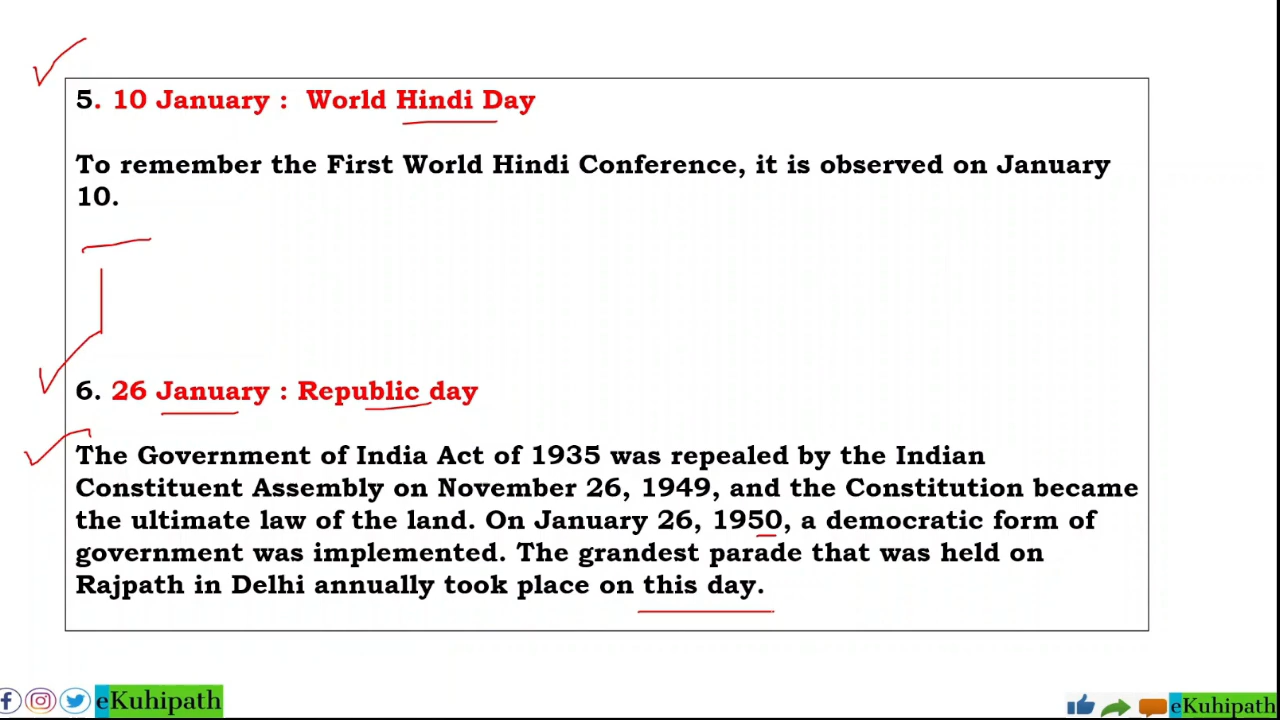 5. 10 January : World Hindi Day
To remember the First World Hindi Conference, it is observed on January
10.
6. 26 January : Republic day
The Government of India Act of 1935 was repealed by the Indian
Constituent Assembly on November 26, 1949, and the Constitution became
the ultimate law of the land. On January 26, 1950, a democratic form of
government was implemented. The grandest parade that was held on
Rajpath in Delhi annually took place on this day.
eKuhipath
eKuhipath